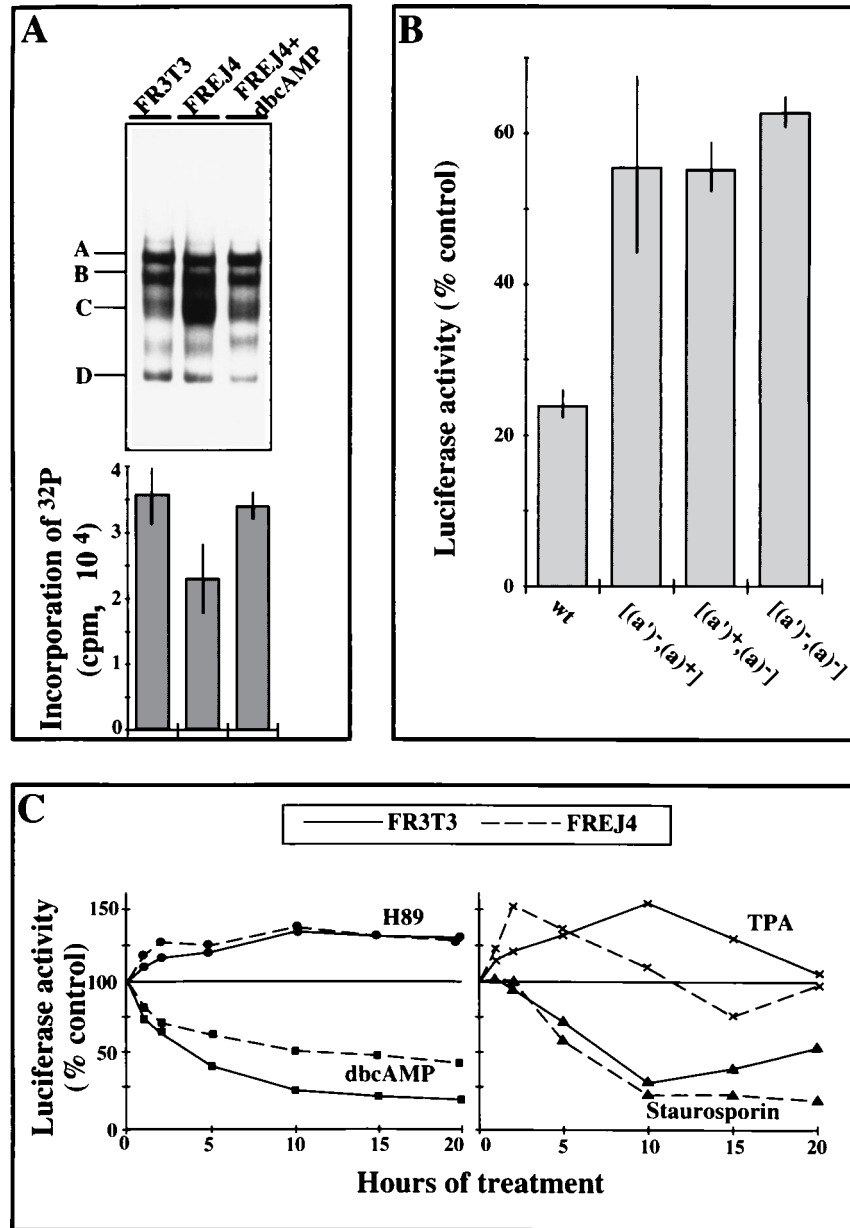 A
FR3T3
FREJ4
FREJ4+
dbcAMP
A
B
C
D
Incorporation of ³²P
(cpm, 10⁴)
4
3
2
1
0
B
Luciferase activity (% control)
60
40
20
0
wt
[(a')⁻,(a)⁺]
[(a')⁺,(a)⁻]
[(a')⁻,(a)⁻]
C
FR3T3 FREJ4
Luciferase activity
(% control)
150
100
50
0
H89
dbcAMP
0 5 10 15 20
TPA
Staurosporin
0 5 10 15 20
Hours of treatment